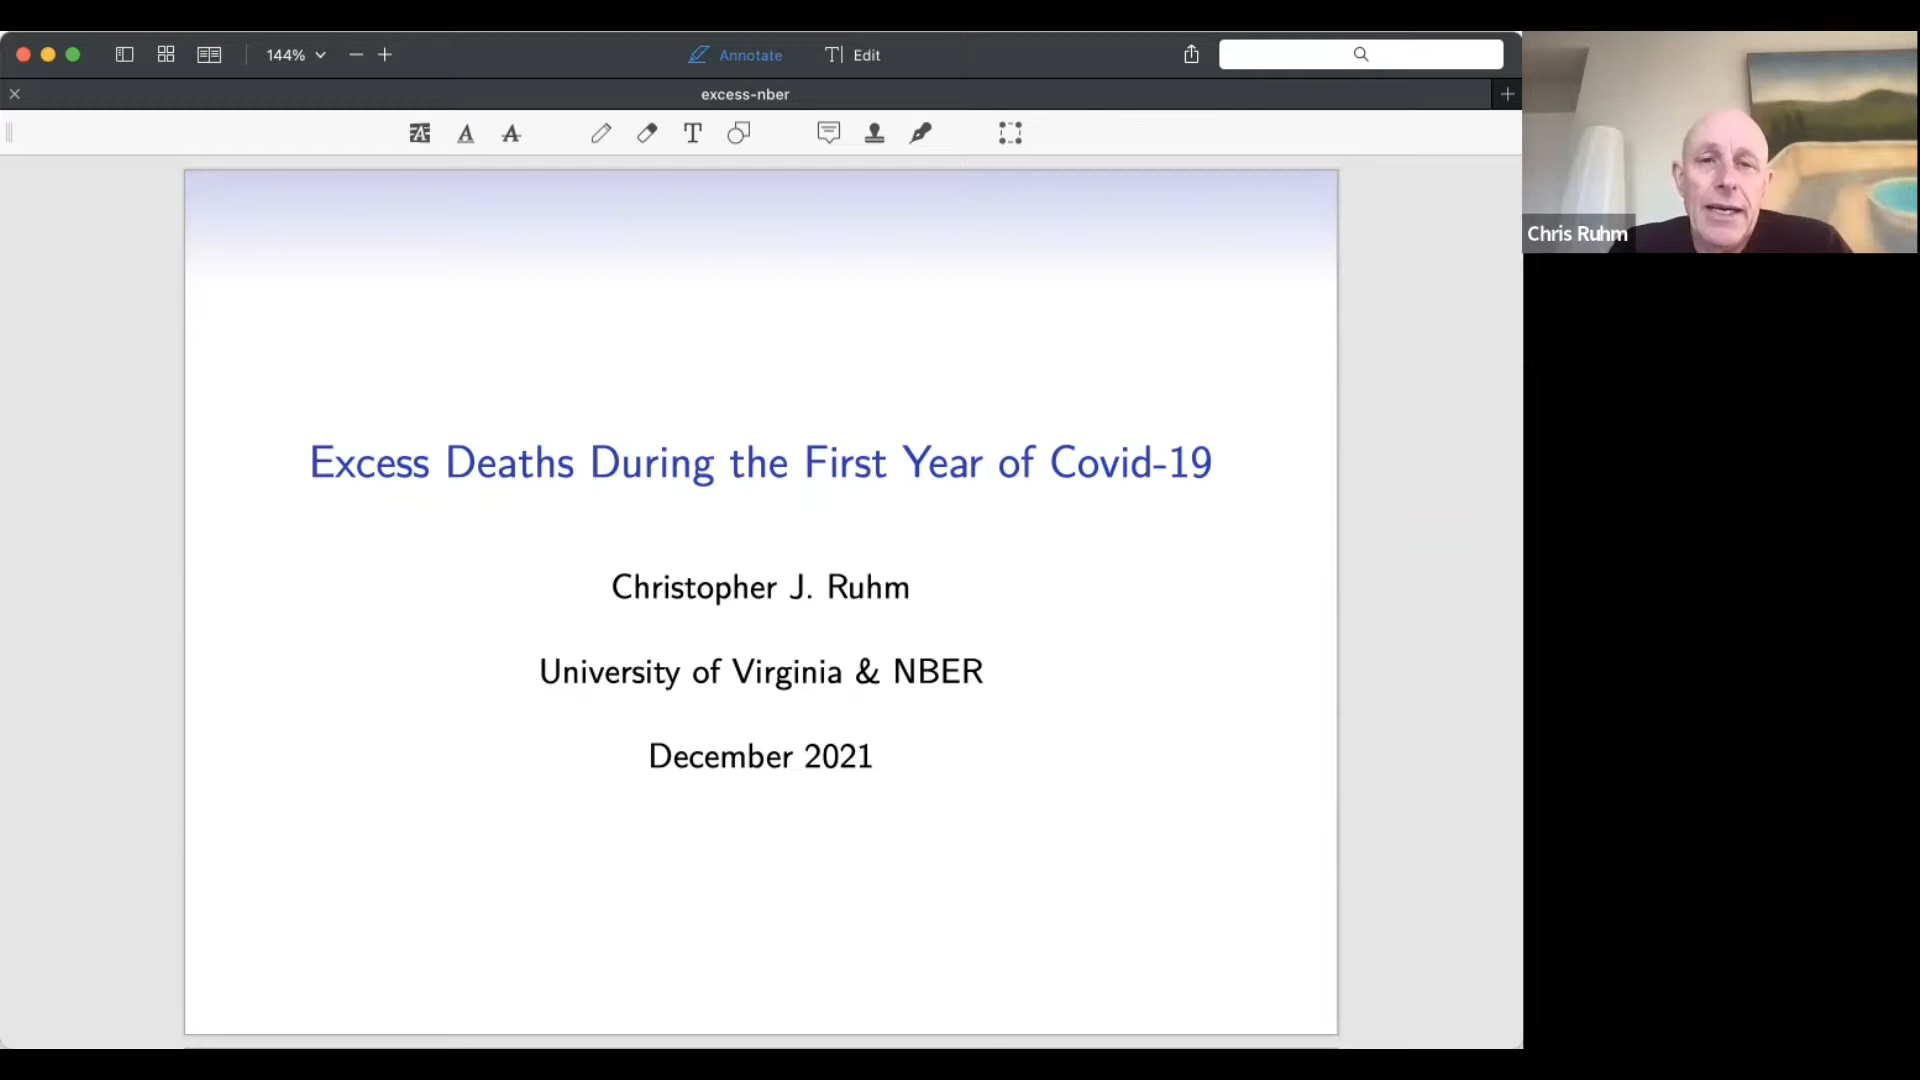 144%
Annotate
Edit
excess-nber
Excess Deaths During the First Year of Covid-19
Christopher J. Ruhm
University of Virginia & NBER
December 2021
Chris Ruhm